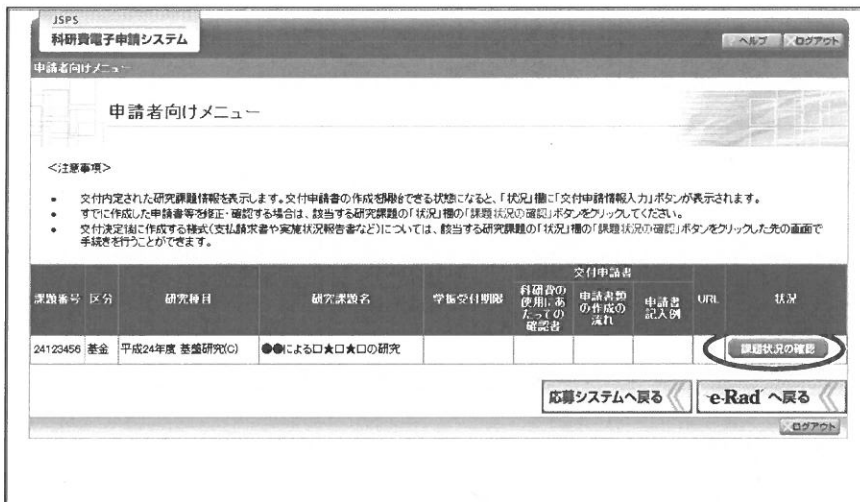 JSPS
科研費電子申請システム
ヘルプ
ログアウト
申請者向けメニュー
申請者向けメニュー
＜注意事項＞
• 交付内定された研究課題情報を表示します。交付申請書の作成を開始できる状態になると、「状況」欄に「交付申請情報入力」ボタンが表示されます。
• すでに作成した申請書等を修正・確認する場合は、該当する研究課題の「状況」欄の「課題状況の確認」ボタンをクリックしてください。
• 交付決定後に作成する様式（支払請求書や実施状況報告書など）については、該当する研究課題の「状況」欄の「課題状況の確認」ボタンをクリックした先の画面で
手続きを行うことができます。
課題番号 区分 研究種目 研究課題名 学振受付期限 交付申請書 URL 状況
科研費の使用にあたっての確認書 申請書類の作成の流れ 申請書記入例
24123456 基金 平成24年度 基盤研究(C) ●●による口★口★口の研究 課題状況の確認
応募システムへ戻る
e-Rad へ戻る
ログアウト